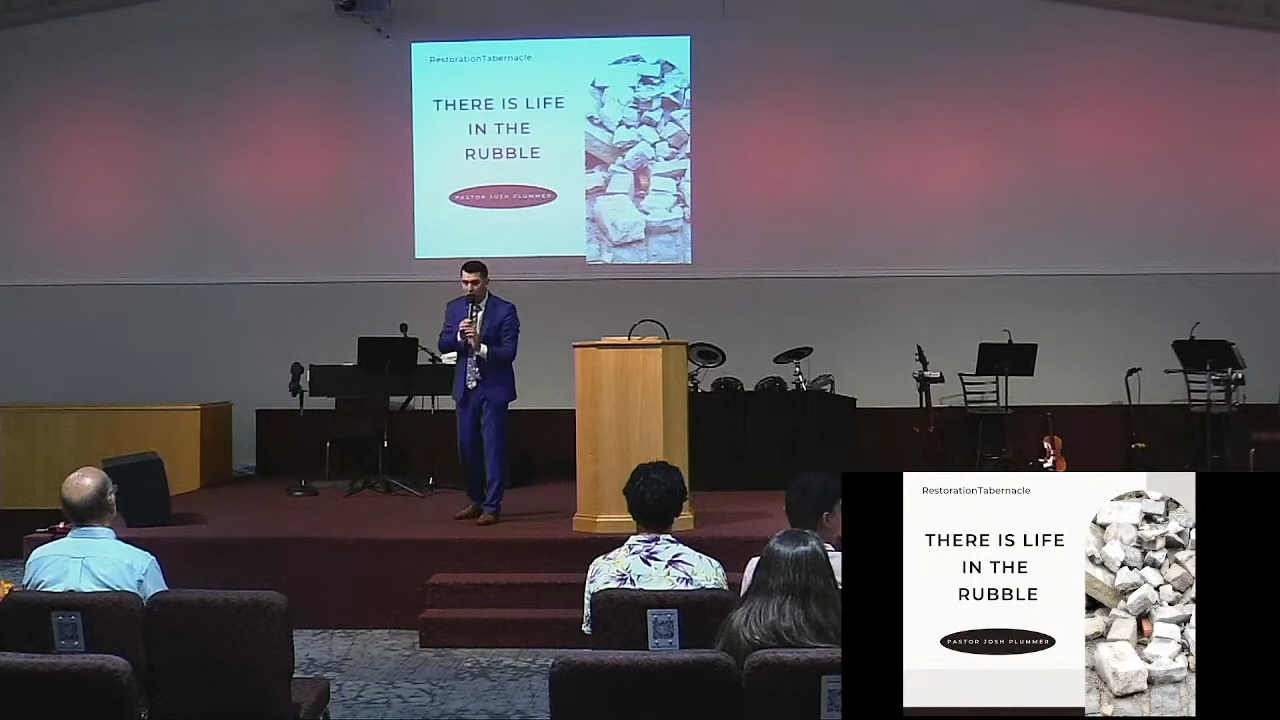 RestorationTabernacle
THERE IS LIFE
IN THE
RUBBLE
PASTOR JOSH PLUMMER
RestorationTabernacle
THERE IS LIFE
IN THE
RUBBLE
PASTOR JOSH PLUMMER